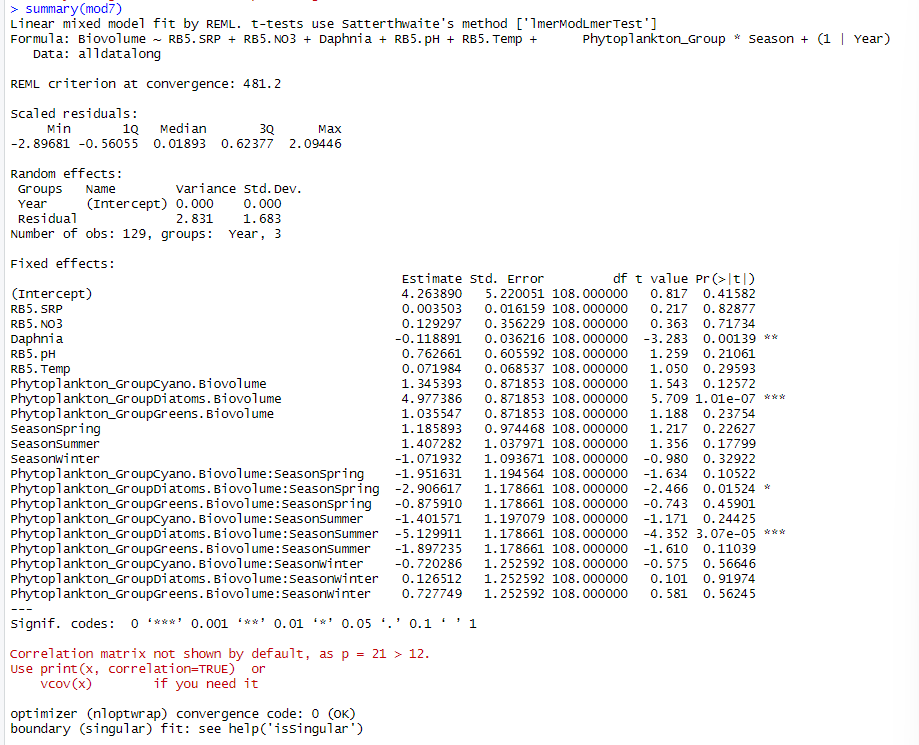 > summary(mod7)
Linear mixed model fit by REML. t-tests use Satterthwaite's method ['lmerModLmerTest']
Formula: Biovolume ~ RB5.SRP + RB5.NO3 + Daphnia + RB5.pH + RB5.Temp +      Phytoplankton_Group * Season + (1 | Year)
   Data: alldatalong

REML criterion at convergence: 481.2

Scaled residuals:
     Min       1Q   Median       3Q      Max
-2.89681 -0.56055  0.01893  0.62377  2.09446

Random effects:
 Groups   Name        Variance Std.Dev.
 Year     (Intercept) 0.000    0.000
 Residual             2.831    1.683
Number of obs: 129, groups:  Year, 3

Fixed effects:
                                                  Estimate Std. Error         df t value Pr(>|t|)
(Intercept)                                       4.263890   5.220051 108.000000   0.817  0.41582
RB5.SRP                                           0.003503   0.016159 108.000000   0.217  0.82877
RB5.NO3                                           0.129297   0.356229 108.000000   0.363  0.71734
Daphnia                                          -0.118891   0.036216 108.000000  -3.283  0.00139 **
RB5.pH                                            0.762661   0.605592 108.000000   1.259  0.21061
RB5.Temp                                          0.071984   0.068537 108.000000   1.050  0.29593
Phytoplankton_GroupCyano.Biovolume                1.345393   0.871853 108.000000   1.543  0.12572
Phytoplankton_GroupDiatoms.Biovolume              4.977386   0.871853 108.000000   5.709 1.01e-07 ***
Phytoplankton_GroupGreens.Biovolume               1.035547   0.871853 108.000000   1.188  0.23754
SeasonSpring                                      1.185893   0.974468 108.000000   1.217  0.22627
SeasonSummer                                      1.407282   1.037971 108.000000   1.356  0.17799
SeasonWinter                                     -1.071932   1.093671 108.000000  -0.980  0.32922
Phytoplankton_GroupCyano.Biovolume:SeasonSpring  -1.951631   1.194564 108.000000  -1.634  0.10522
Phytoplankton_GroupDiatoms.Biovolume:SeasonSpring -2.906617   1.178661 108.000000  -2.466  0.01524 *
Phytoplankton_GroupGreens.Biovolume:SeasonSpring -0.875910   1.178661 108.000000  -0.743  0.45901
Phytoplankton_GroupCyano.Biovolume:SeasonSummer  -1.401571   1.197079 108.000000  -1.171  0.24425
Phytoplankton_GroupDiatoms.Biovolume:SeasonSummer -5.129911   1.178661 108.000000  -4.352 3.07e-05 ***
Phytoplankton_GroupGreens.Biovolume:SeasonSummer -1.897235   1.178661 108.000000  -1.610  0.11039
Phytoplankton_GroupCyano.Biovolume:SeasonWinter  -0.720286   1.252592 108.000000  -0.575  0.56646
Phytoplankton_GroupDiatoms.Biovolume:SeasonWinter 0.126512   1.252592 108.000000   0.101  0.91974
Phytoplankton_GroupGreens.Biovolume:SeasonWinter  0.727749   1.252592 108.000000   0.581  0.56245
---
Signif. codes:  0 ‘***’ 0.001 ‘**’ 0.01 ‘*’ 0.05 ‘.’ 0.1 ‘ ’ 1

Correlation matrix not shown by default, as p = 21 > 12.
Use print(x, correlation=TRUE)  or
    vcov(x)        if you need it

optimizer (nloptwrap) convergence code: 0 (OK)
boundary (singular) fit: see help('isSingular')